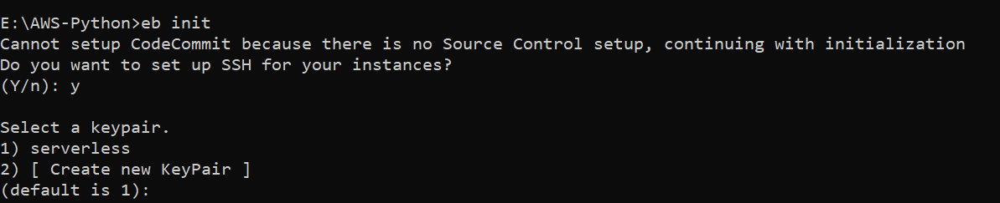 E:\AWS-Python>eb init
Cannot setup CodeCommit because there is no Source Control setup, continuing with initialization
Do you want to set up SSH for your instances?
(Y/n): y
Select a keypair.
1) serverless
2) [ Create new KeyPair ]
(default is 1):